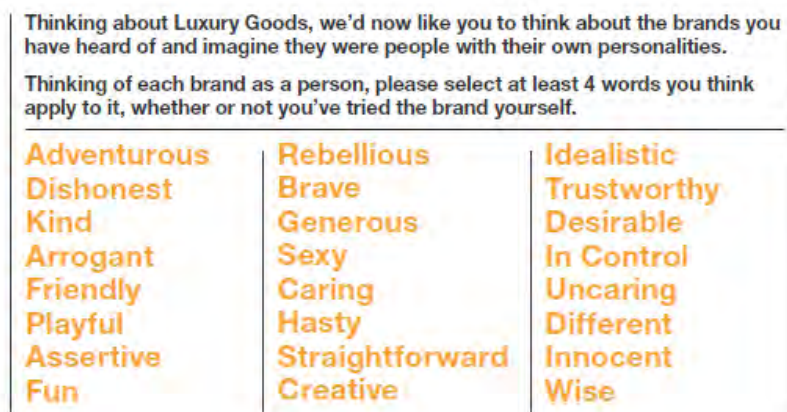 Thinking about Luxury Goods, we'd now like you to think about the brands you
have heard of and imagine they were people with their own personalities.
Thinking of each brand as a person, please select at least 4 words you think
apply to it, whether or not you've tried the brand yourself.
Adventurous
Dishonest
Kind
Arrogant
Friendly
Playful
Assertive
Fun
Rebellious
Brave
Generous
Sexy
Caring
Hasty
Straightforward
Creative
Idealistic
Trustworthy
Desirable
In Control
Uncaring
Different
Innocent
Wise